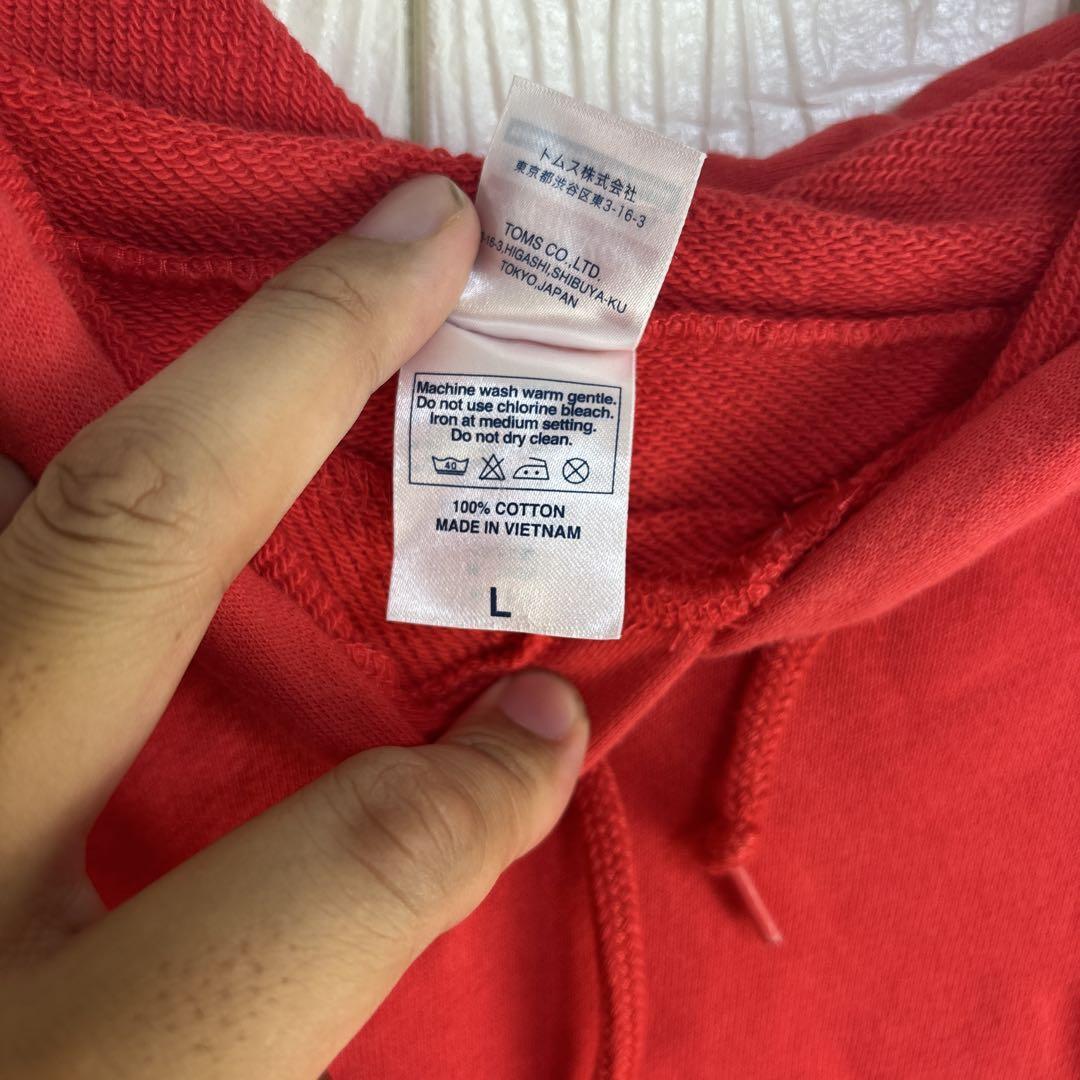 トムス株式会社
東京都渋谷区東3-16-3
TOMS CO.,LTD.
16-3,HIGASHI,SHIBUYA-KU
TOKYO,JAPAN
Machine wash warm gentle.
Do not use chlorine bleach.
Iron at medium setting.
Do not dry clean.
40
100% COTTON
MADE IN VIETNAM
L